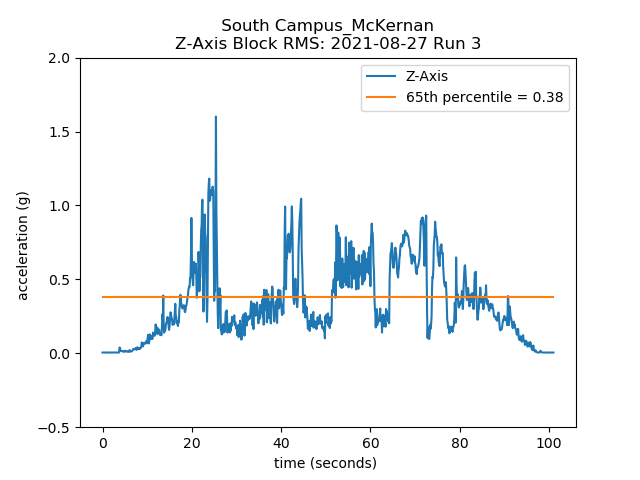 South Campus_McKernan
Z-Axis Block RMS: 2021-08-27 Run 3
Z-Axis
65th percentile = 0.38
acceleration (g)
2.0
1.5
1.0
0.5
0.0
−0.5
0 20 40 60 80 100
time (seconds)